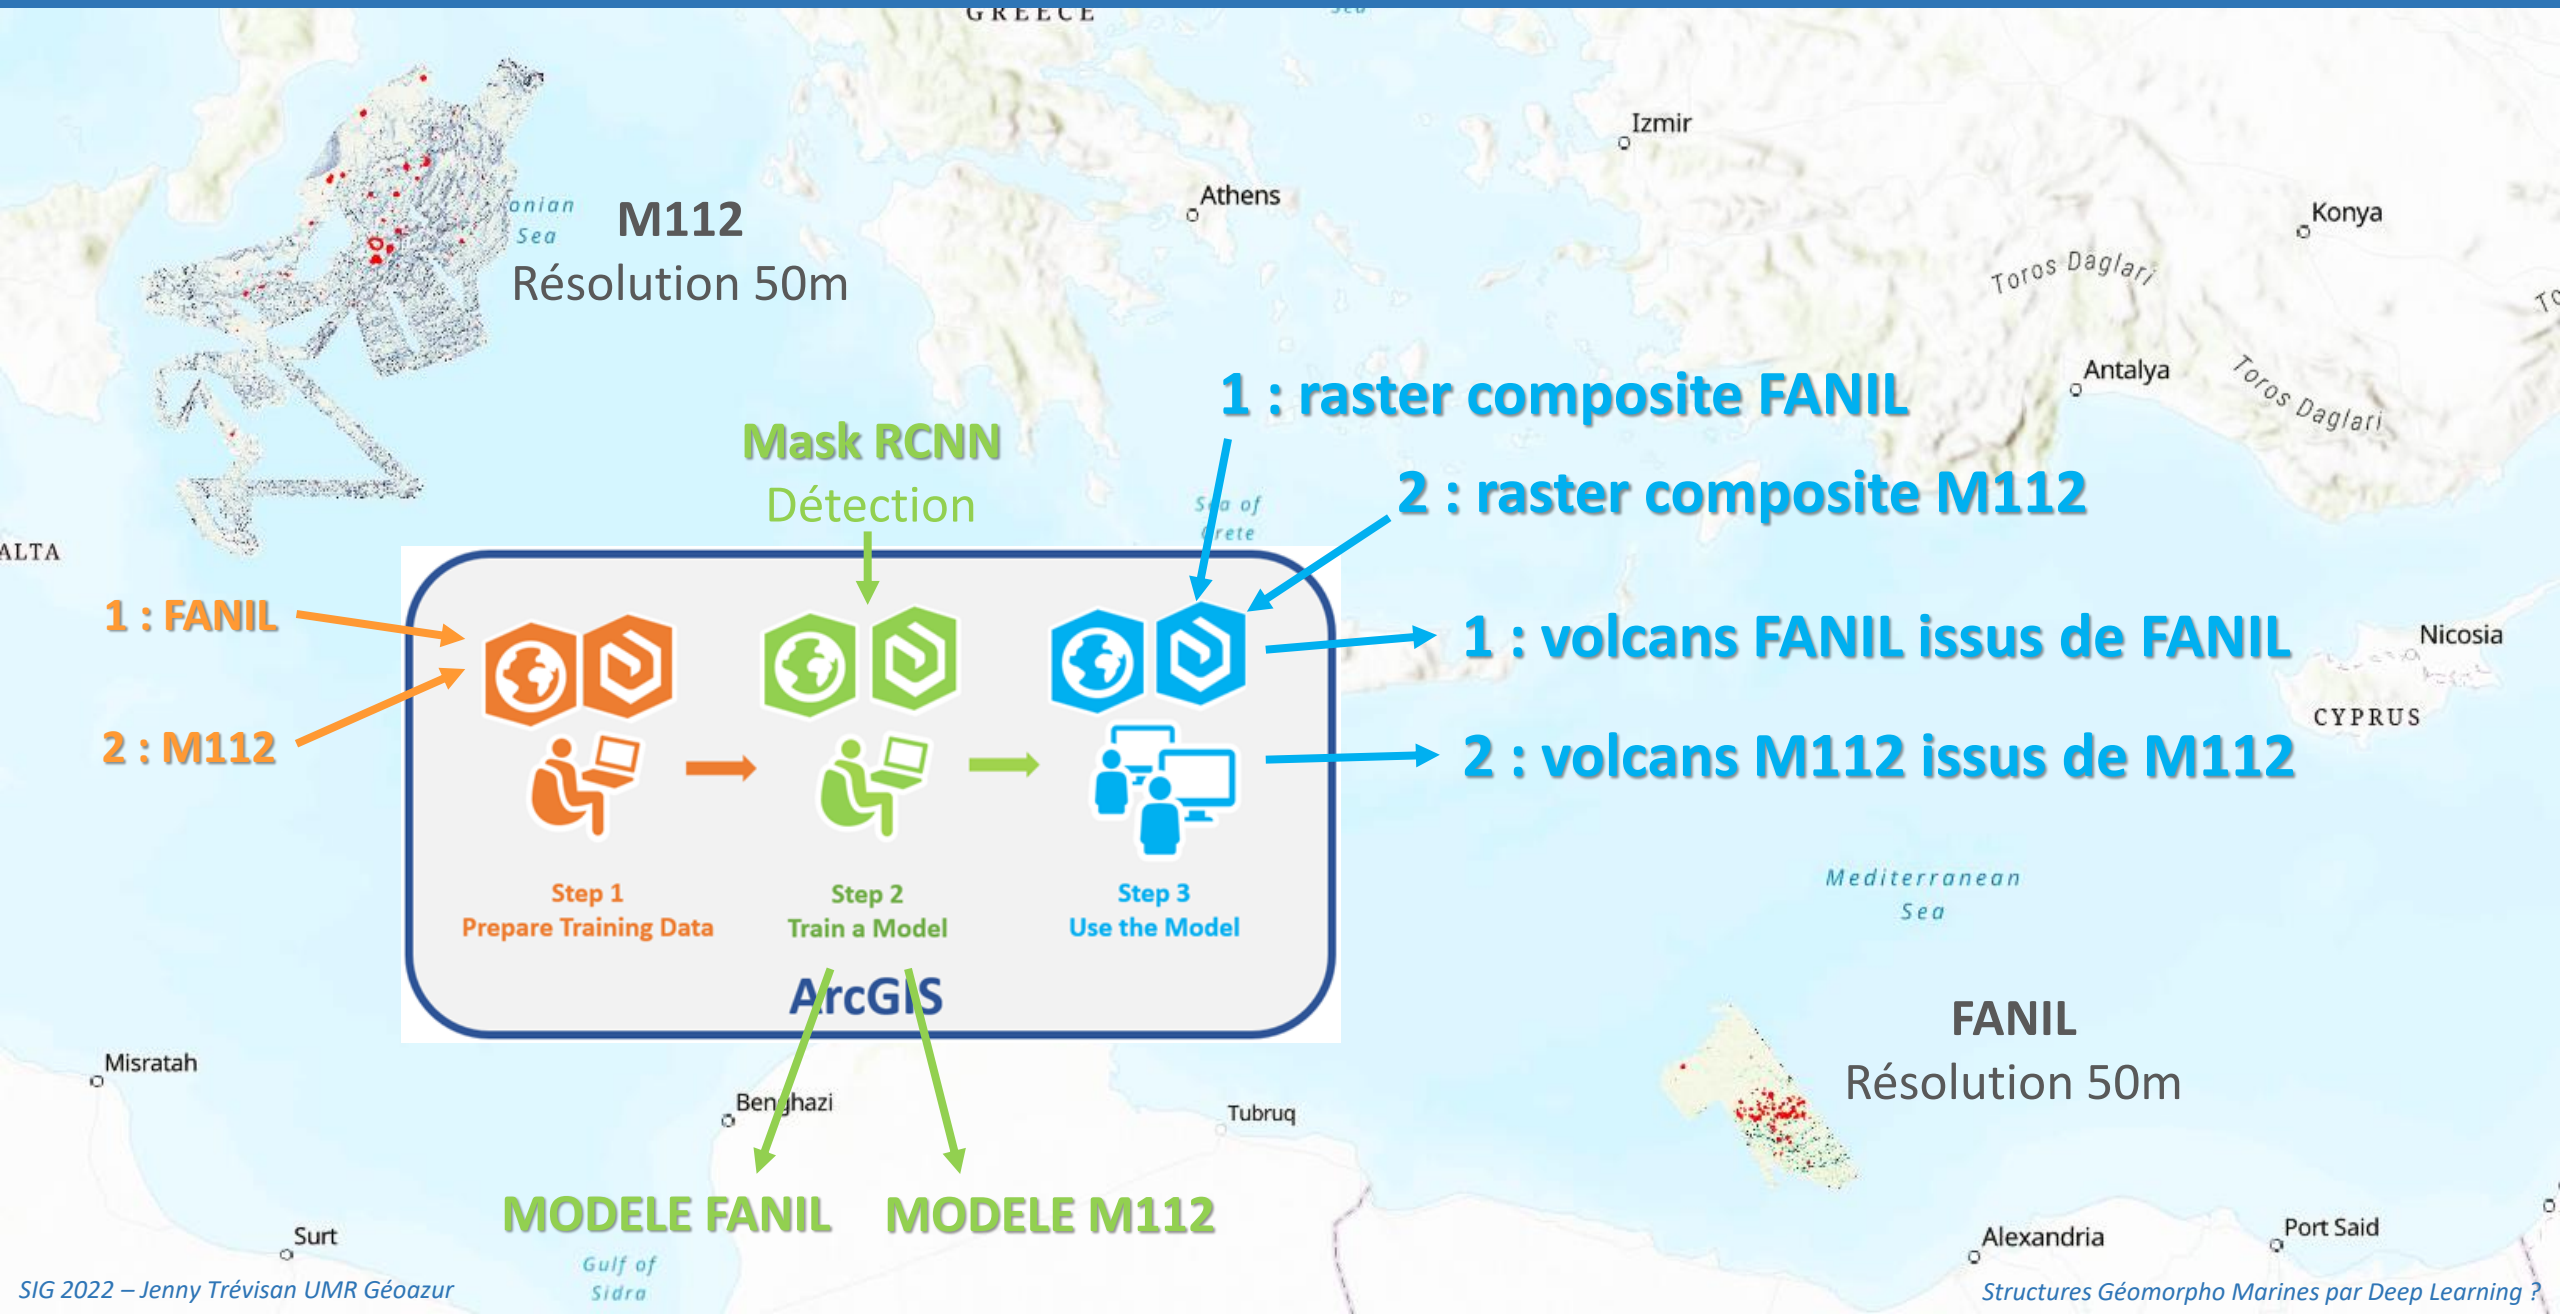 GREECE
Sea
Izmir
Athens
Konya
onian
Sea
M112
Résolution 50m
Toros Daglari
To
Antalya
Toros Daglari
1 : raster composite FANIL
2 : raster composite M112
Mask RCNN
Détection
Sea of
Crete
ALTA
1 : FANIL
2 : M112
1 : volcans FANIL issus de FANIL
2 : volcans M112 issus de M112
Nicosia
CYPRUS
Step 1
Prepare Training Data
Step 2
Train a Model
Step 3
Use the Model
ArcGIS
Mediterranean
Sea
FANIL
Résolution 50m
Misratah
Benghazi
Tubruq
MODELE FANIL
MODELE M112
Surt
Gulf of
Sidra
Alexandria
Port Said
SIG 2022 – Jenny Trévisan UMR Géoazur
Structures Géomorpho Marines par Deep Learning ?